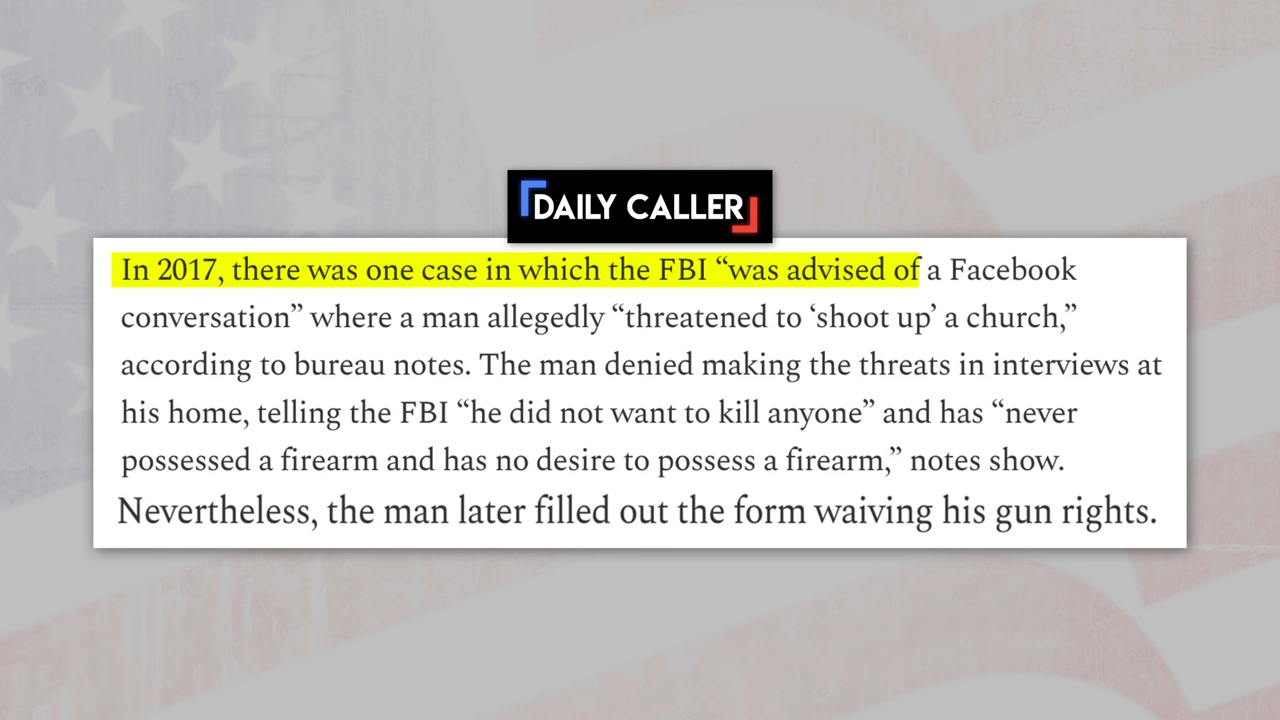 DAILY CALLER
In 2017, there was one case in which the FBI “was advised of a Facebook
conversation” where a man allegedly “threatened to ‘shoot up’ a church,”
according to bureau notes. The man denied making the threats in interviews at
his home, telling the FBI “he did not want to kill anyone” and has “never
possessed a firearm and has no desire to possess a firearm,” notes show.
Nevertheless, the man later filled out the form waiving his gun rights.